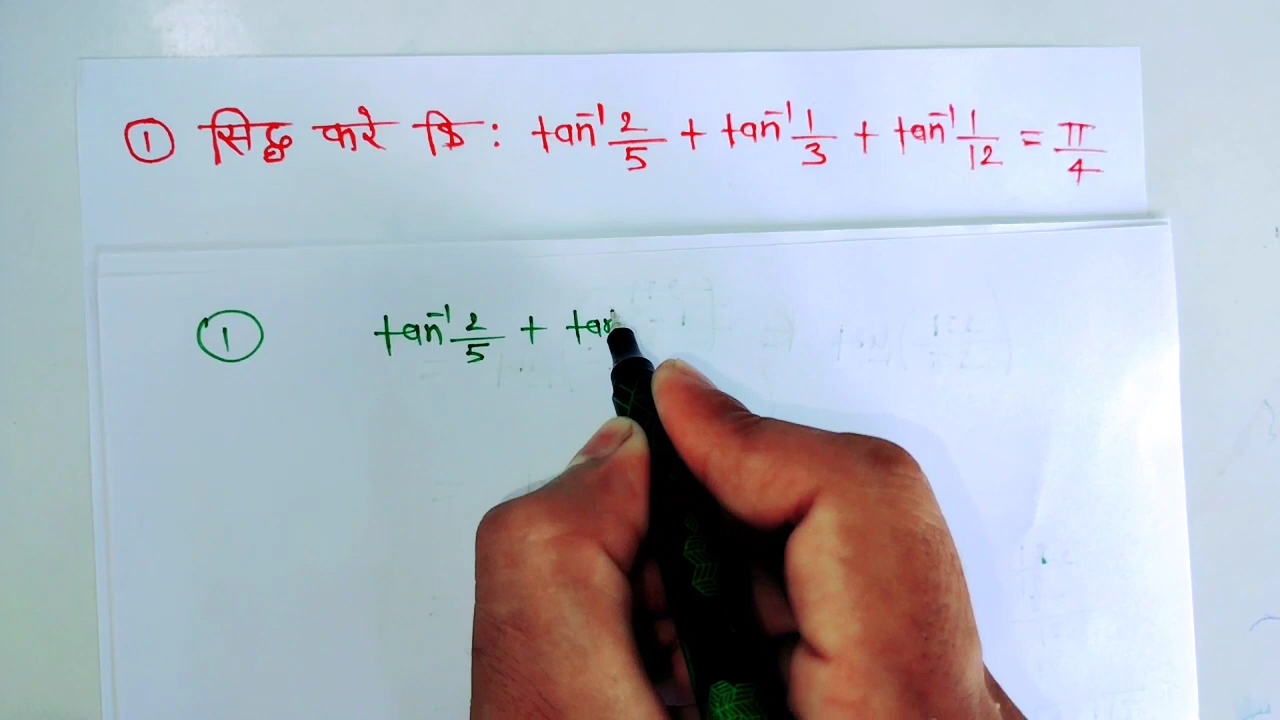 ① सिद्ध करे कि: tan⁻¹ 2/5 + tan⁻¹ 1/3 + tan⁻¹ 1/12 = π/4
① tan⁻¹ 2/5 + tan